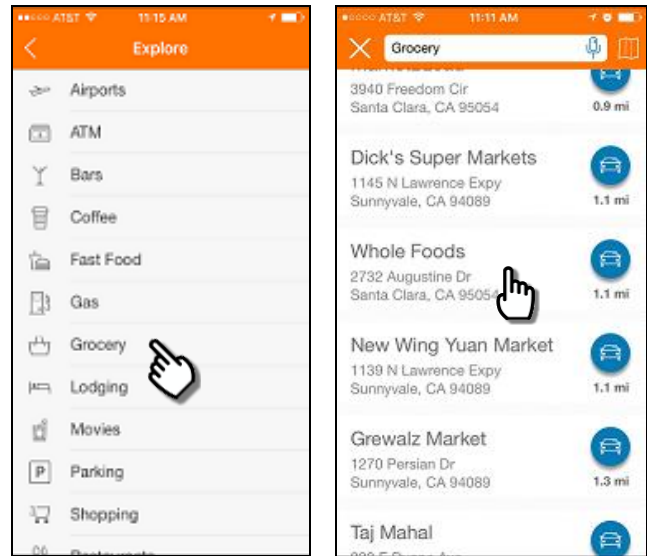 AT&T 11:15 AM
Explore
Airports
ATM
Bars
Coffee
Fast Food
Gas
Grocery
Lodging
Movies
P Parking
Shopping
Restaurants
AT&T 11:11 AM
Grocery
3940 Freedom Cir
Santa Clara, CA 95054
0.9 mi
Dick's Super Markets
1145 N Lawrence Expy
Sunnyvale, CA 94089
1.1 mi
Whole Foods
2732 Augustine Dr
Santa Clara, CA 95054
1.1 mi
New Wing Yuan Market
1139 N Lawrence Expy
Sunnyvale, CA 94089
1.1 mi
Grewalz Market
1270 Persian Dr
Sunnyvale, CA 94089
1.3 mi
Taj Mahal